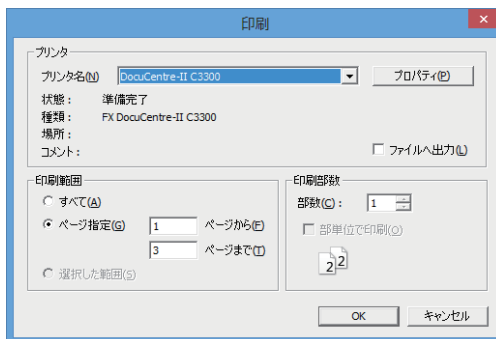 印刷
プリンタ
プリンタ名(N) DocuCentre-II C3300 プロパティ(P)
状態： 準備完了
種類： FX DocuCentre-II C3300
場所：
コメント： ファイルへ出力(L)
印刷範囲
すべて(A)
ページ指定(G) 1 ページから(F)
3 ページまで(T)
選択した範囲(S)
印刷部数
部数(C)： 1
部単位で印刷(O)
2 2
OK キャンセル